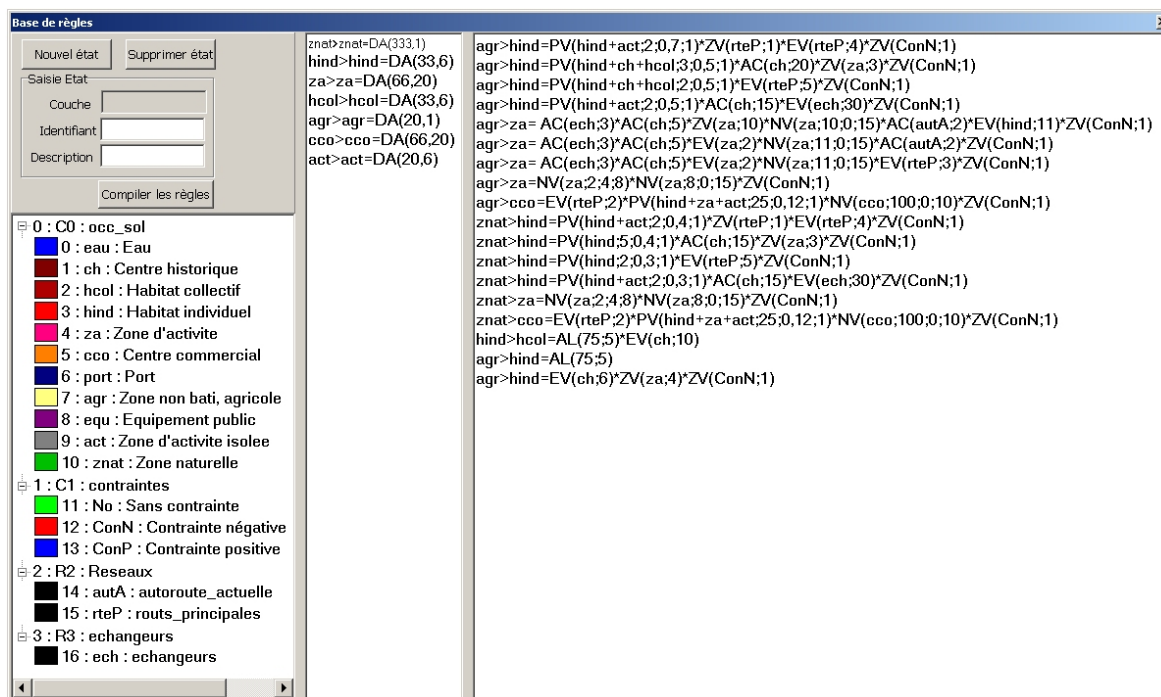 Base de règles
Nouvel état
Supprimer état
Saisie Etat
Couche
Identifiant
Description
Compiler les règles
0 : C0 : occ_sol
0 : eau : Eau
1 : ch : Centre historique
2 : hcol : Habitat collectif
3 : hind : Habitat individuel
4 : za : Zone d'activite
5 : cco : Centre commercial
6 : port : Port
7 : agr : Zone non bati, agricole
8 : equ : Equipement public
9 : act : Zone d'activite isolee
10 : znat : Zone naturelle
1 : C1 : contraintes
11 : No : Sans contrainte
12 : ConN : Contrainte négative
13 : ConP : Contrainte positive
2 : R2 : Reseaux
14 : autA : autoroute_actuelle
15 : rteP : routs_principales
3 : R3 : echangeurs
16 : ech : echangeurs
znat>znat=DA(333,1)
hind>hind=DA(33,6)
za>za=DA(66,20)
hcol>hcol=DA(33,6)
agr>agr=DA(20,1)
cco>cco=DA(66,20)
act>act=DA(20,6)
agr>hind=PV(hind+act;2;0,7;1)*ZV(rteP;1)*EV(rteP;4)*ZV(ConN;1)
agr>hind=PV(hind+ch+hcol;3;0,5;1)*AC(ch;20)*ZV(za;3)*ZV(ConN;1)
agr>hind=PV(hind+ch+hcol;2;0,5;1)*EV(rteP;5)*ZV(ConN;1)
agr>hind=PV(hind+act;2;0,5;1)*AC(ch;15)*EV(ech;30)*ZV(ConN;1)
agr>za= AC(ech;3)*AC(ch;5)*ZV(za;10)*NV(za;10;0;15)*AC(autA;2)*EV(hind;11)*ZV(ConN;1)
agr>za= AC(ech;3)*AC(ch;5)*EV(za;2)*NV(za;11;0;15)*AC(autA;2)*ZV(ConN;1)
agr>za= AC(ech;3)*AC(ch;5)*EV(za;2)*NV(za;11;0;15)*EV(rteP;3)*ZV(ConN;1)
agr>za=NV(za;2;4;8)*NV(za;8;0;15)*ZV(ConN;1)
agr>cco=EV(rteP;2)*PV(hind+za+act;25;0,12;1)*NV(cco;100;0;10)*ZV(ConN;1)
znat>hind=PV(hind+act;2;0,4;1)*ZV(rteP;1)*EV(rteP;4)*ZV(ConN;1)
znat>hind=PV(hind;5;0,4;1)*AC(ch;15)*ZV(za;3)*ZV(ConN;1)
znat>hind=PV(hind;2;0,3;1)*EV(rteP;5)*ZV(ConN;1)
znat>hind=PV(hind+act;2;0,3;1)*AC(ch;15)*EV(ech;30)*ZV(ConN;1)
znat>za=NV(za;2;4;8)*NV(za;8;0;15)*ZV(ConN;1)
znat>cco=EV(rteP;2)*PV(hind+za+act;25;0,12;1)*NV(cco;100;0;10)*ZV(ConN;1)
hind>hcol=AL(75;5)*EV(ch;10)
agr>hind=AL(75;5)
agr>hind=EV(ch;6)*ZV(za;4)*ZV(ConN;1)